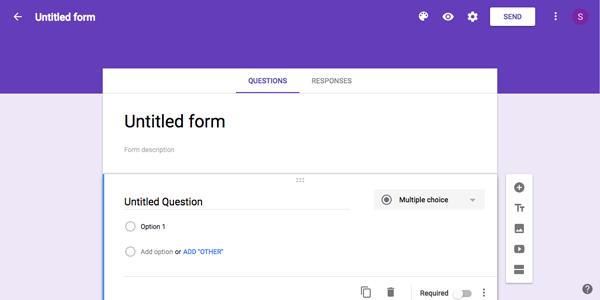 Untitled form
SEND
S
QUESTIONS RESPONSES
Untitled form
Form description
Untitled Question
Multiple choice
Option 1
Add option or ADD "OTHER"
Required
Tт
?